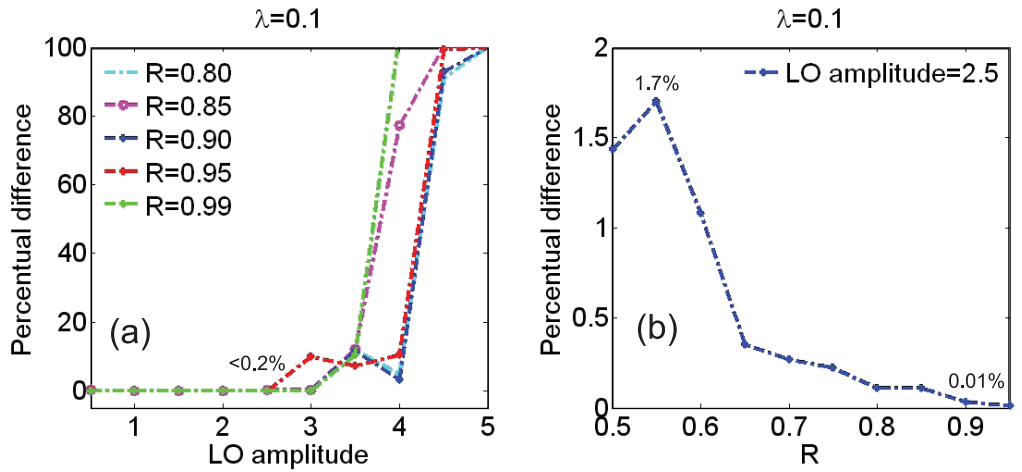 λ=0.1
Percentual difference
100
80
60
40
20
0
R=0.80
R=0.85
R=0.90
R=0.95
R=0.99
(a)
<0.2%
1
2
3
4
5
LO amplitude
λ=0.1
Percentual difference
2
1.5
1
0.5
0
LO amplitude=2.5
1.7%
(b)
0.01%
0.5
0.6
0.7
0.8
0.9
R